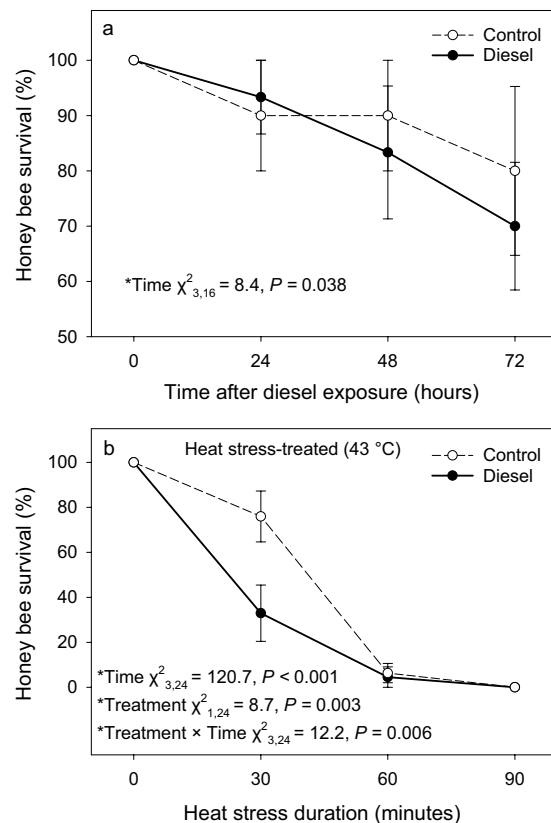 a
Control
Diesel
Honey bee survival (%)
100
90
80
70
60
50
*Time χ²₃,₁₆ = 8.4, P = 0.038
0 24 48 72
Time after diesel exposure (hours)
b
Heat stress-treated (43 °C)
Control
Diesel
Honey bee survival (%)
100
80
60
40
20
0
*Time χ²₃,₂₄ = 120.7, P < 0.001
*Treatment χ²₁,₂₄ = 8.7, P = 0.003
*Treatment × Time χ²₃,₂₄ = 12.2, P = 0.006
0 30 60 90
Heat stress duration (minutes)